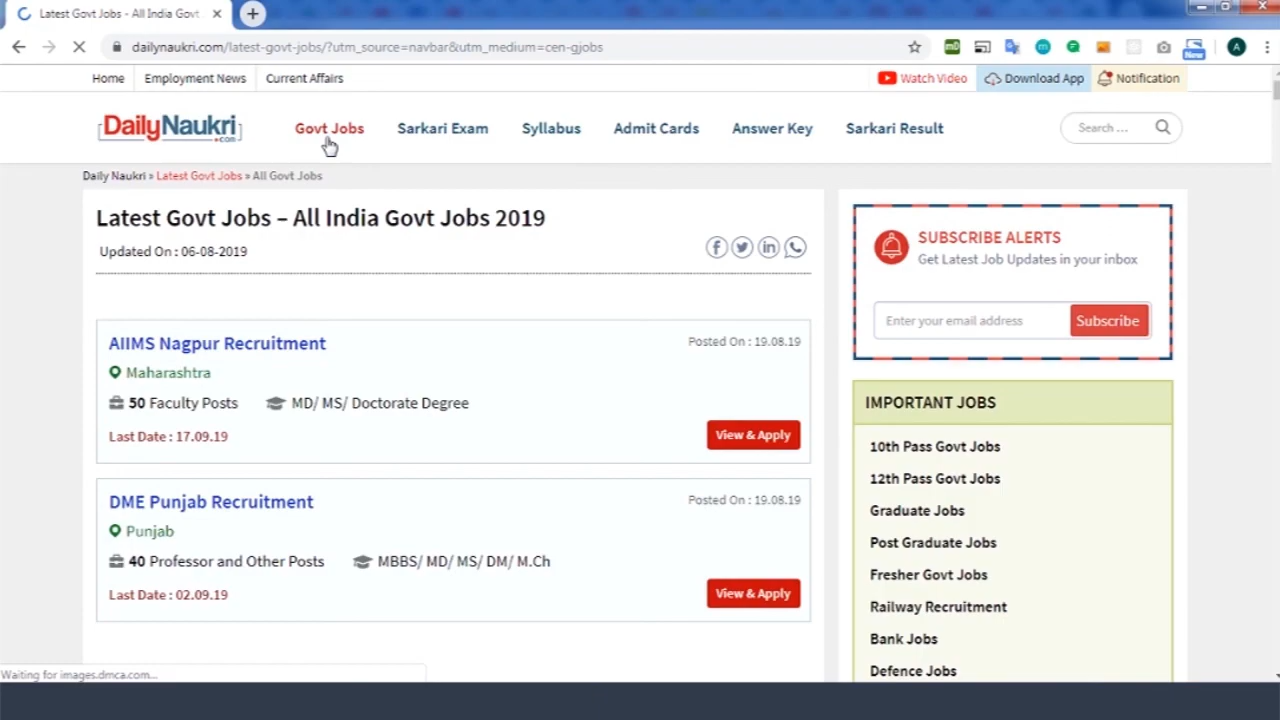 Latest Govt Jobs - All India Govt
dailynaukri.com/latest-govt-jobs/?utm_source=navbar&utm_medium=cen-gjobs
mD
New
A
Home Employment News Current Affairs Watch Video Download App Notification
DailyNaukri .com Govt Jobs Sarkari Exam Syllabus Admit Cards Answer Key Sarkari Result Search ...
Daily Naukri » Latest Govt Jobs » All Govt Jobs
Latest Govt Jobs – All India Govt Jobs 2019
Updated On : 06-08-2019
AIIMS Nagpur Recruitment Posted On : 19.08.19
Maharashtra
50 Faculty Posts MD/ MS/ Doctorate Degree
Last Date : 17.09.19 View & Apply
DME Punjab Recruitment Posted On : 19.08.19
Punjab
40 Professor and Other Posts MBBS/ MD/ MS/ DM/ M.Ch
Last Date : 02.09.19 View & Apply
SUBSCRIBE ALERTS
Get Latest Job Updates in your inbox
Enter your email address Subscribe
IMPORTANT JOBS
10th Pass Govt Jobs
12th Pass Govt Jobs
Graduate Jobs
Post Graduate Jobs
Fresher Govt Jobs
Railway Recruitment
Bank Jobs
Defence Jobs
Waiting for images.dmca.com...